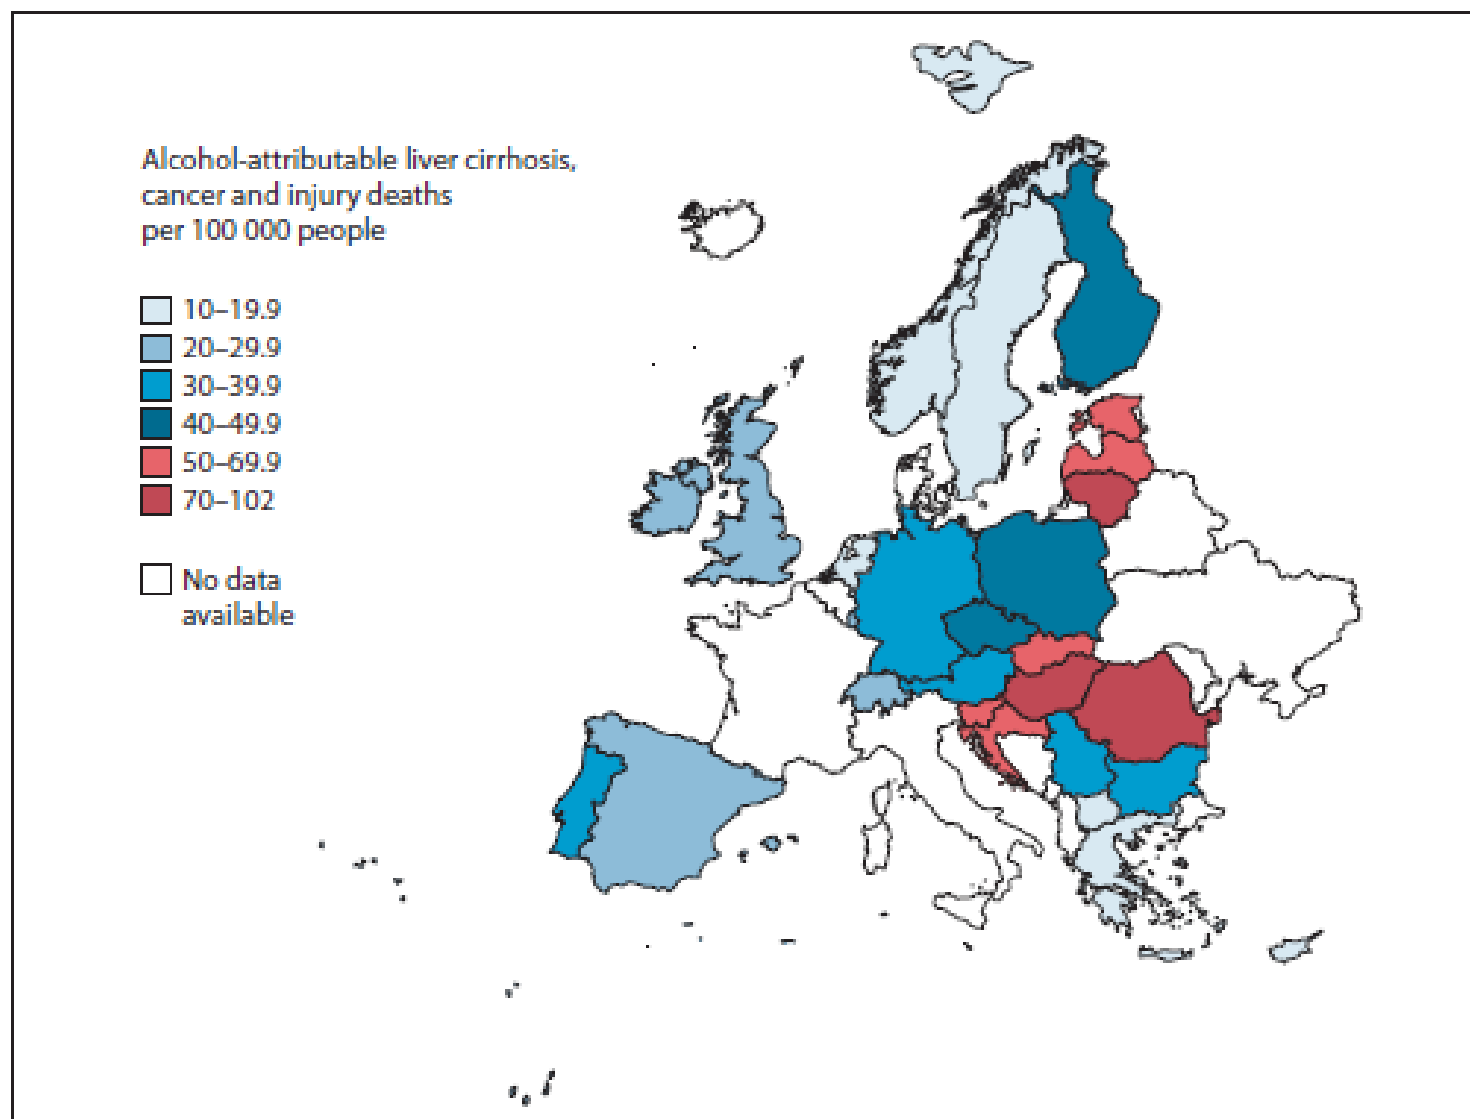 Alcohol-attributable liver cirrhosis,
cancer and injury deaths
per 100 000 people
10–19.9
20–29.9
30–39.9
40–49.9
50–69.9
70–102
No data
available